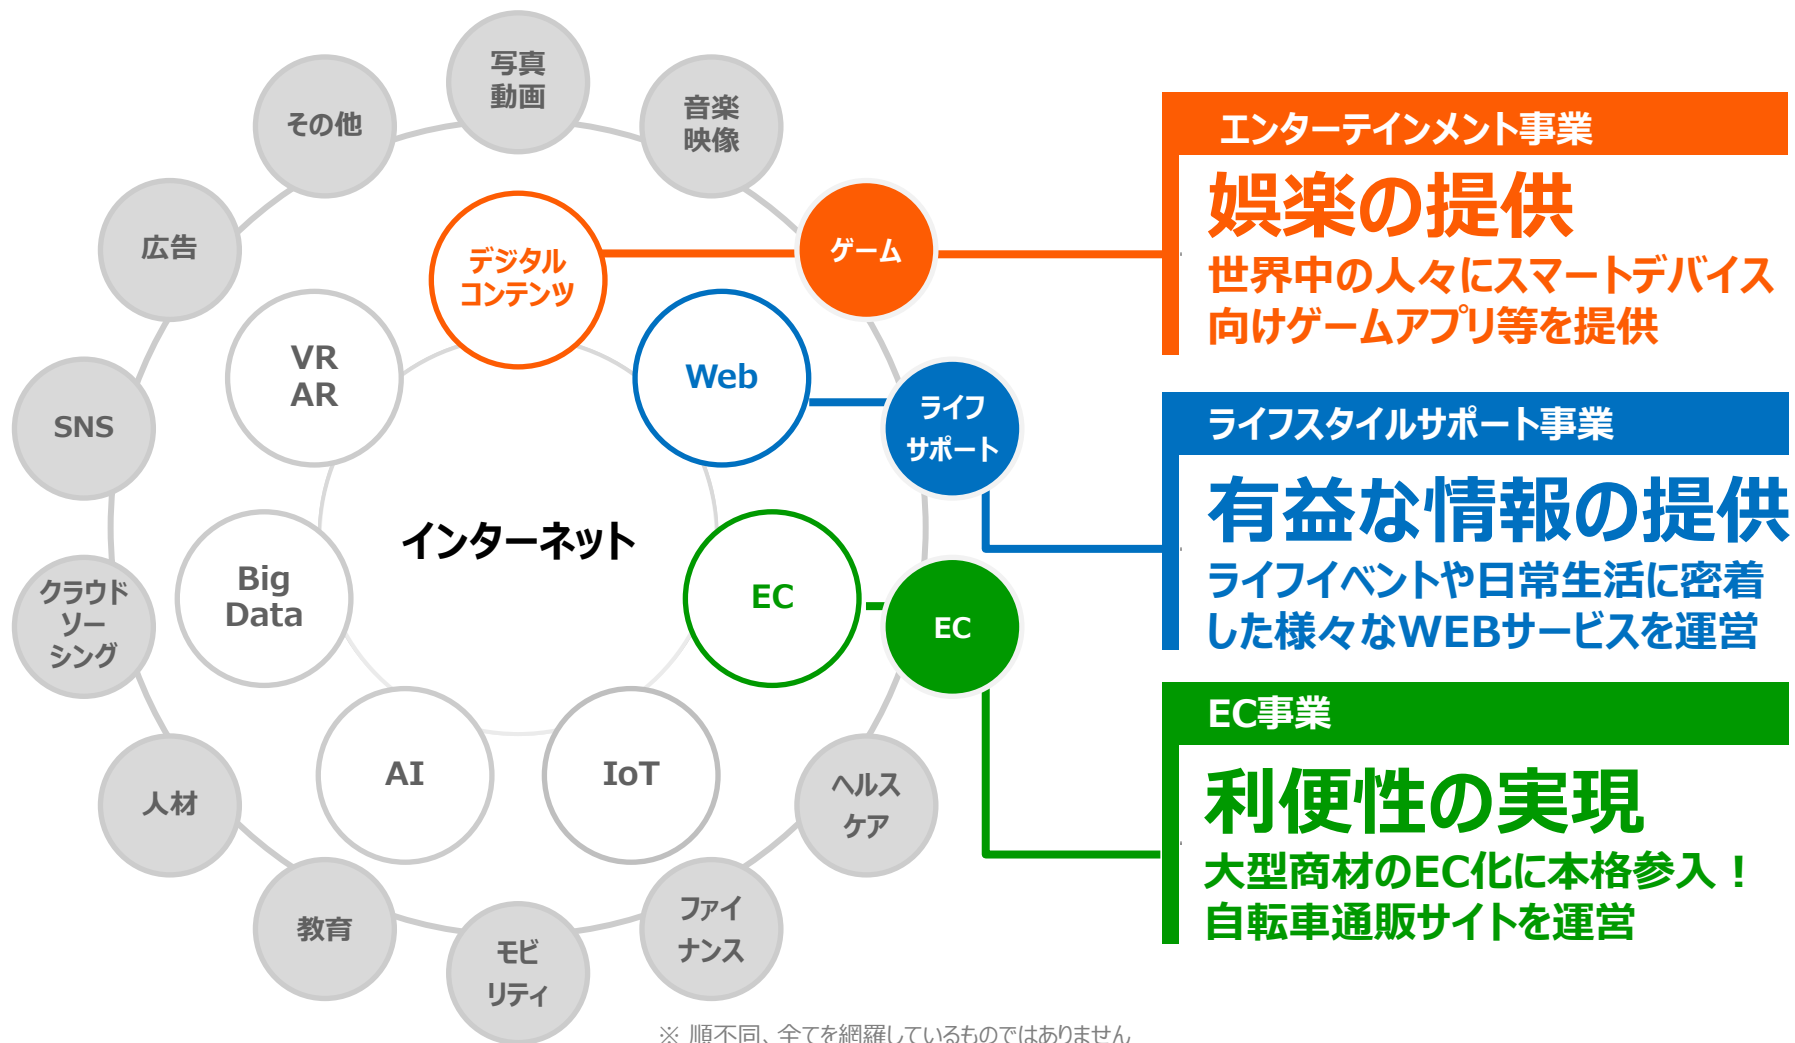 写真
動画
音楽
映像
その他
広告
SNS
クラウド
ソー
シング
人材
教育
モビ
リティ
ファイ
ナンス
ヘルス
ケア
EC
ライフ
サポート
ゲーム
デジタル
コンテンツ
Web
EC
IoT
AI
Big
Data
VR
AR
インターネット
エンターテインメント事業
娯楽の提供
世界中の人々にスマートデバイス
向けゲームアプリ等を提供
ライフスタイルサポート事業
有益な情報の提供
ライフイベントや日常生活に密着
した様々なWEBサービスを運営
EC事業
利便性の実現
大型商材のEC化に本格参入！
自転車通販サイトを運営
※ 順不同、全てを網羅しているものではありません